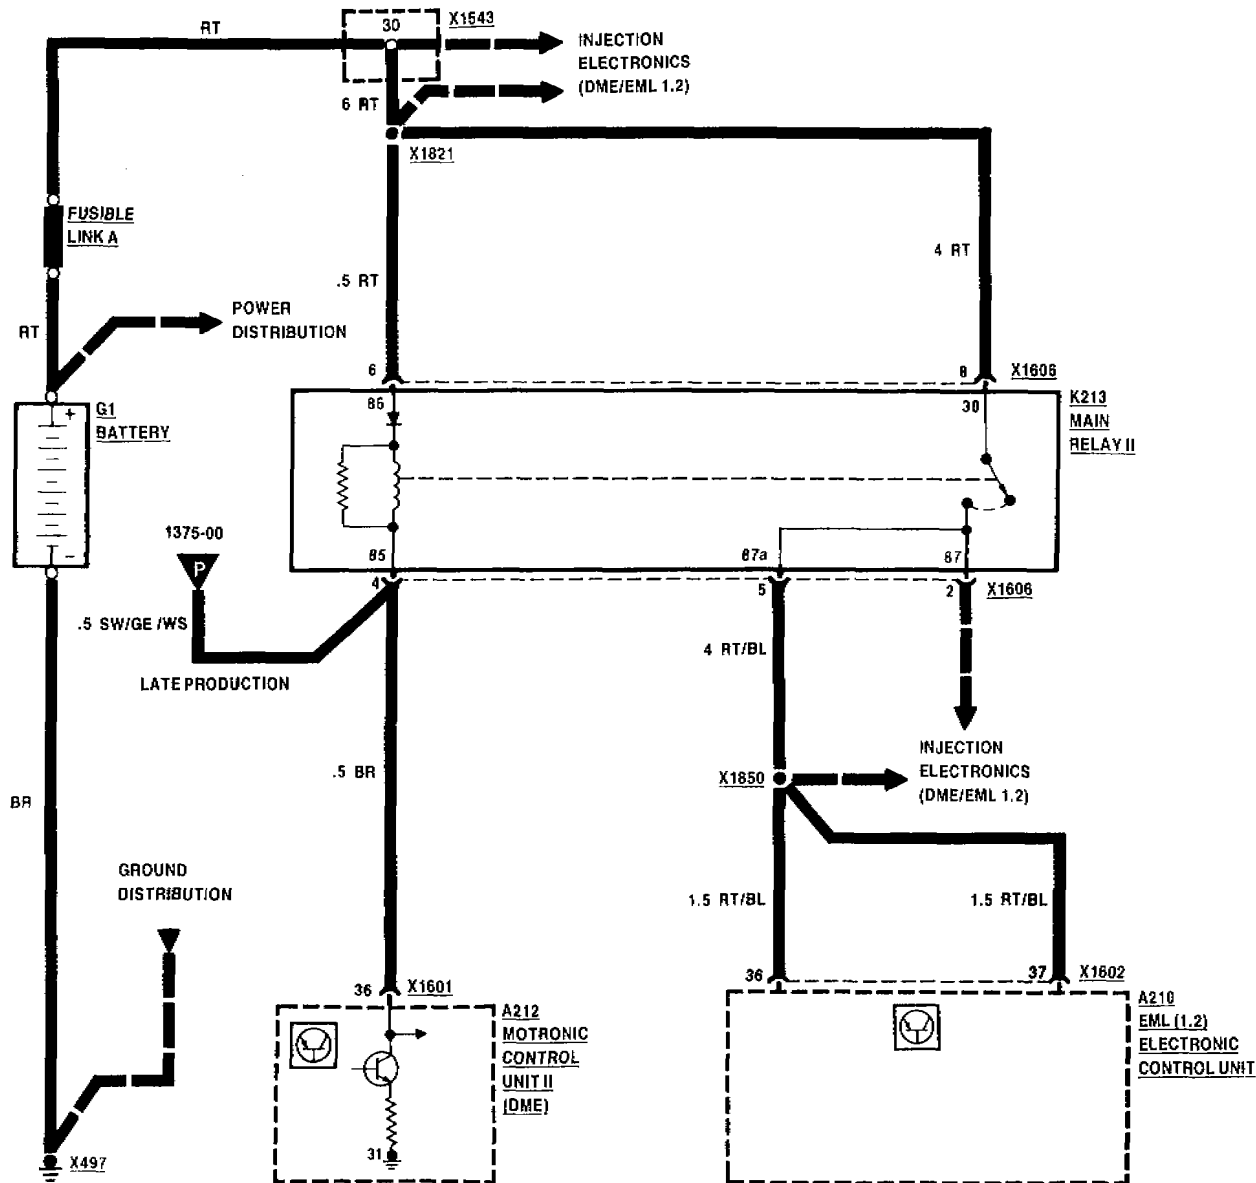 RT
30
X1543
INJECTION
ELECTRONICS
(DME/EML 1.2)
6 RT
X1821
FUSIBLE
LINK A
.5 RT
4 RT
RT
POWER
DISTRIBUTION
6
8
X1606
G1
BATTERY
+
-
86
30
K213
MAIN
RELAY II
1375-00
P
85
87a
87
4
5
2
X1606
.5 SW/GE/WS
LATE PRODUCTION
4 RT/BL
.5 BR
INJECTION
ELECTRONICS
(DME/EML 1.2)
X1850
BR
GROUND
DISTRIBUTION
1.5 RT/BL
1.5 RT/BL
36
X1601
36
37
X1602
A212
MOTRONIC
CONTROL
UNIT II
(DME)
A210
EML (1.2)
ELECTRONIC
CONTROL UNIT
31
X497